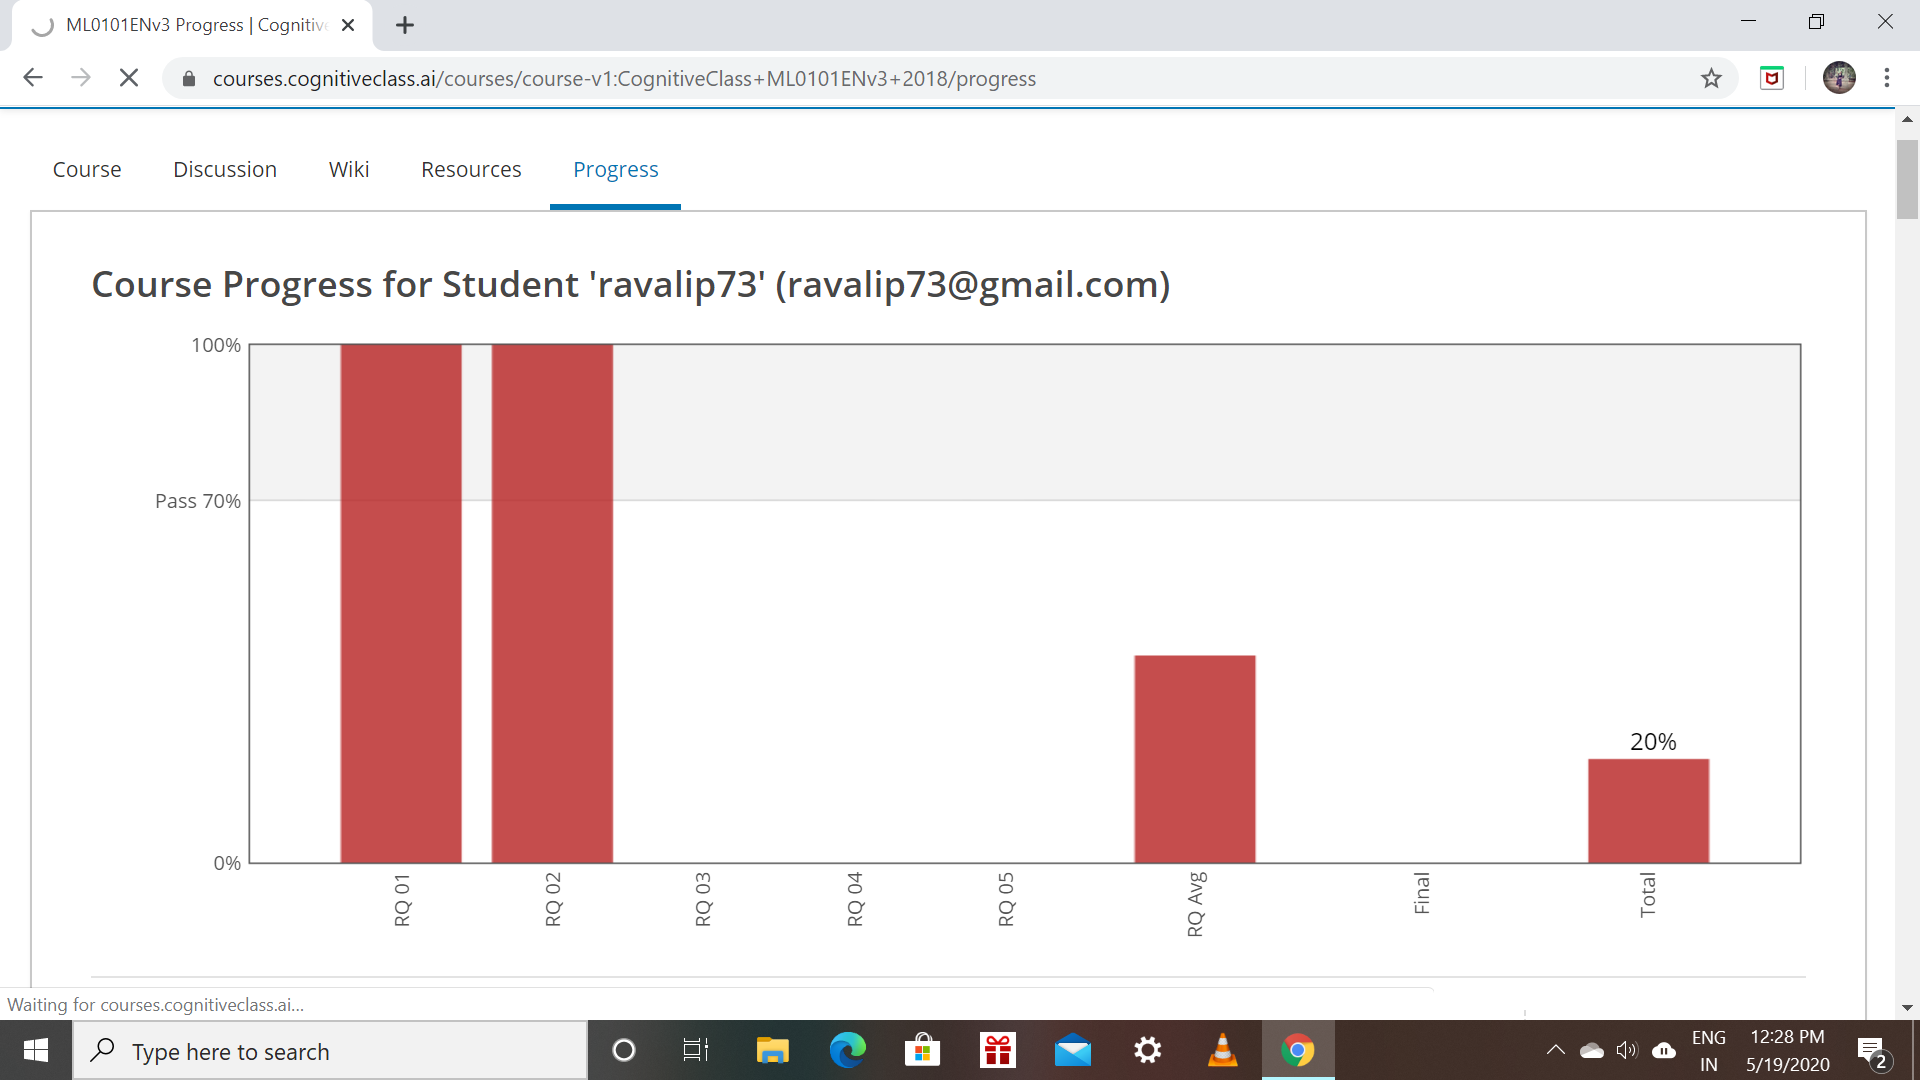 ML0101ENv3 Progress | Cognitiv
courses.cognitiveclass.ai/courses/course-v1:CognitiveClass+ML0101ENv3+2018/progress
Course Discussion Wiki Resources Progress
Course Progress for Student 'ravalip73' (ravalip73@gmail.com)
100%
Pass 70%
20%
0%
RQ 01
RQ 02
RQ 03
RQ 04
RQ 05
RQ Avg
Final
Total
Waiting for courses.cognitiveclass.ai...
Type here to search
ENG
IN
12:28 PM
5/19/2020
2